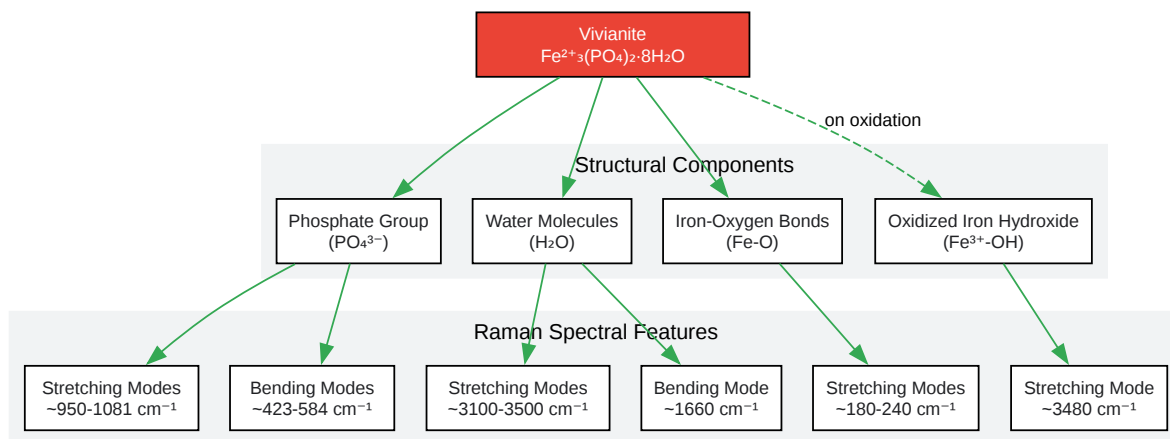 Vivianite
Fe²⁺₃(PO₄)₂·8H₂O
on oxidation
Structural Components
Phosphate Group
(PO₄³⁻)
Water Molecules
(H₂O)
Iron-Oxygen Bonds
(Fe-O)
Oxidized Iron Hydroxide
(Fe³⁺-OH)
Raman Spectral Features
Stretching Modes
~950-1081 cm⁻¹
Bending Modes
~423-584 cm⁻¹
Stretching Modes
~3100-3500 cm⁻¹
Bending Mode
~1660 cm⁻¹
Stretching Modes
~180-240 cm⁻¹
Stretching Mode
~3480 cm⁻¹